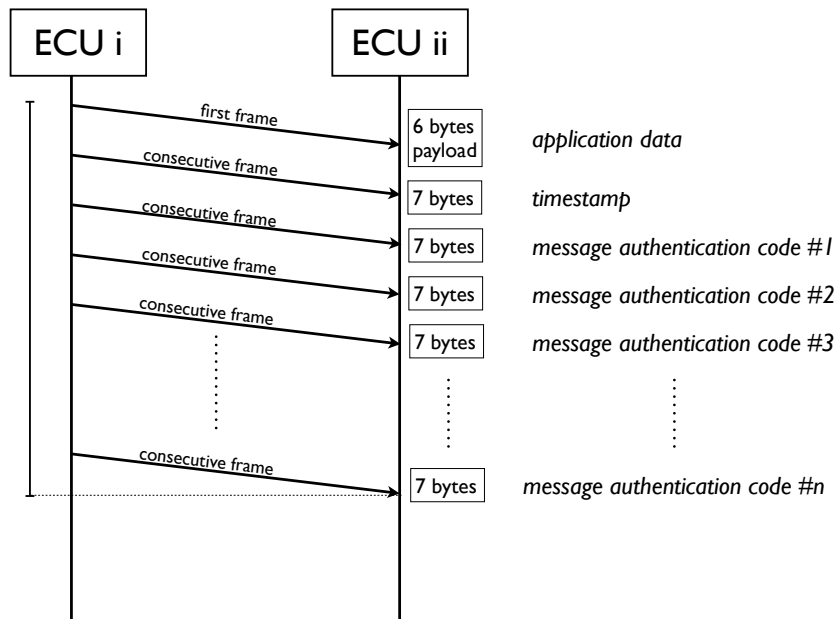 ECU i
ECU ii
first frame
6 bytes
payload
application data
consecutive frame
7 bytes
timestamp
consecutive frame
7 bytes
message authentication code #1
consecutive frame
7 bytes
message authentication code #2
consecutive frame
7 bytes
message authentication code #3
consecutive frame
7 bytes
message authentication code #n